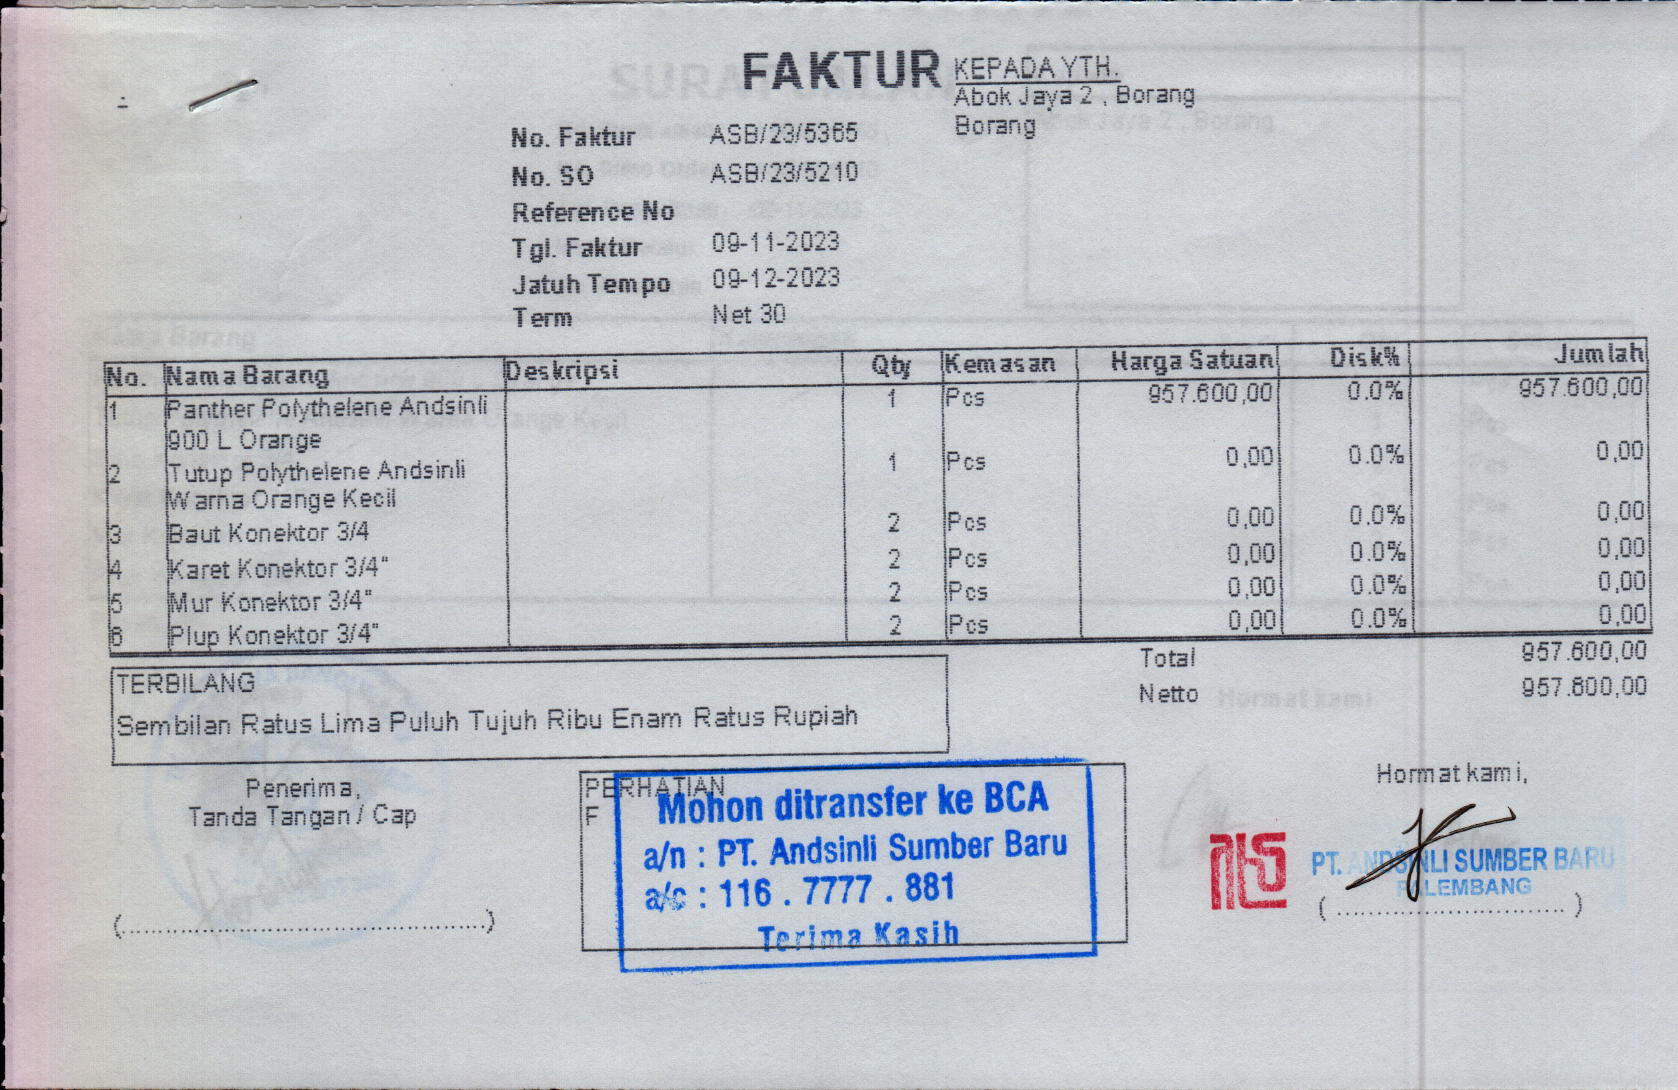 FAKTUR
KEPADA YTH.
Abok Jaya 2 , Borang
Borang
No. Faktur ASB/23/5365
No. SO ASB/23/5210
Reference No
Tgl. Faktur 09-11-2023
Jatuh Tempo 09-12-2023
Term Net 30
No. Nama Barang Deskripsi Qty Kemasan Harga Satuan Disk% Jumlah
1 Panther Polythelene Andsinli 1 Pcs 957.600,00 0.0% 957.600,00
900 L Orange
2 Tutup Polythelene Andsinli 1 Pcs 0,00 0.0% 0,00
Warna Orange Kecil
3 Baut Konektor 3/4 2 Pcs 0,00 0.0% 0,00
4 Karet Konektor 3/4" 2 Pcs 0,00 0.0% 0,00
5 Mur Konektor 3/4" 2 Pcs 0,00 0.0% 0,00
6 Plup Konektor 3/4" 2 Pcs 0,00 0.0% 0,00
Total 957.600,00
Netto 957.600,00
TERBILANG
Sembilan Ratus Lima Puluh Tujuh Ribu Enam Ratus Rupiah
Penerima,
Tanda Tangan / Cap
(..........................................)
PERHATIAN
F
Mohon ditransfer ke BCA
a/n : PT. Andsinli Sumber Baru
a/c : 116 . 7777 . 881
Terima Kasih
Hormat kami,
PT. ANDSINLI SUMBER BARU
PALEMBANG
( .......................... )